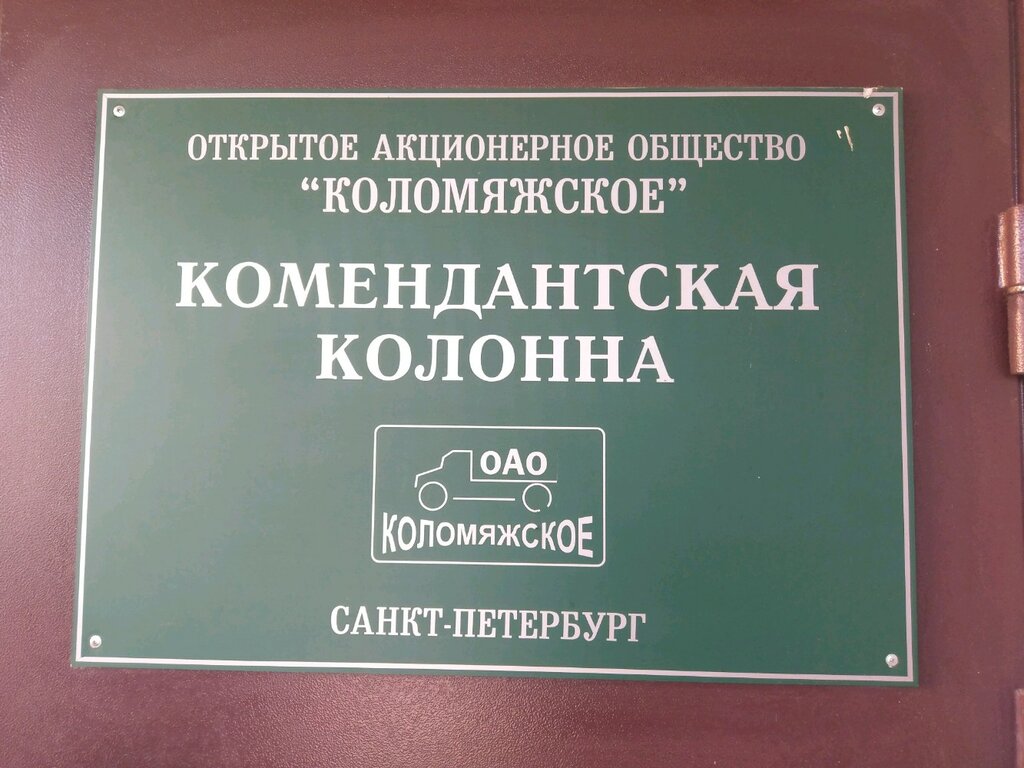 ОТКРЫТОЕ АКЦИОНЕРНОЕ ОБЩЕСТВО
“КОЛОМЯЖСКОЕ”
КОМЕНДАНТСКАЯ
КОЛОННА
ОАО
КОЛОМЯЖСКОЕ
САНКТ-ПЕТЕРБУРГ